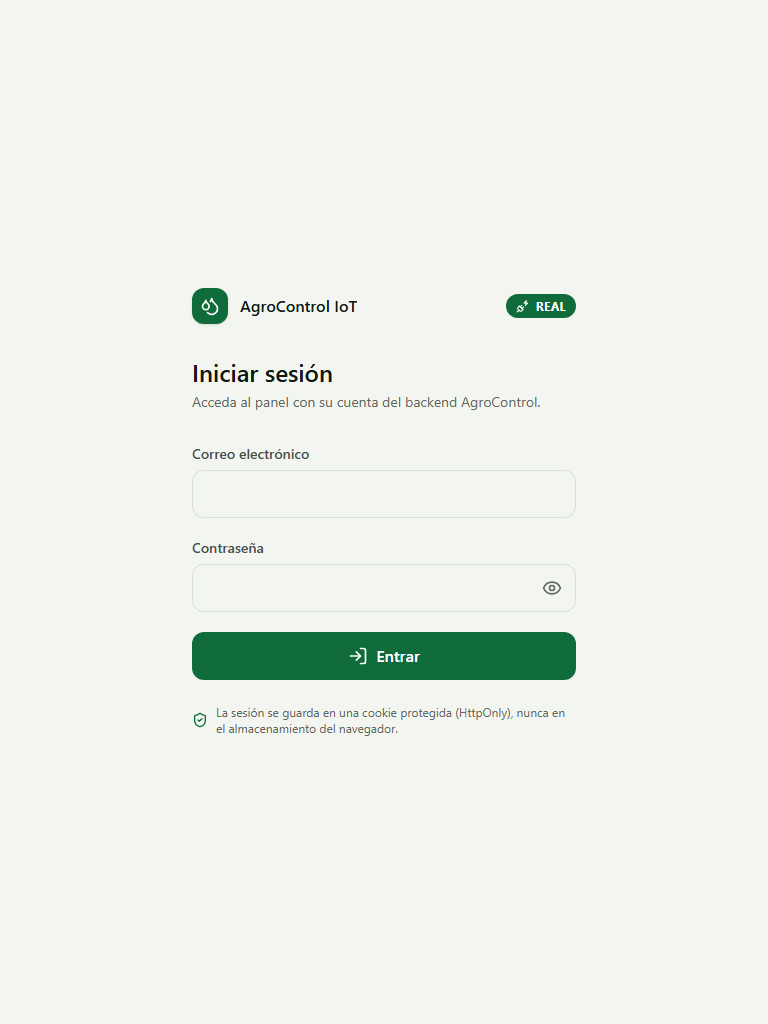 AgroControl IoT
REAL
Iniciar sesión
Acceda al panel con su cuenta del backend AgroControl.
Correo electrónico
Contraseña
Entrar
La sesión se guarda en una cookie protegida (HttpOnly), nunca en
el almacenamiento del navegador.